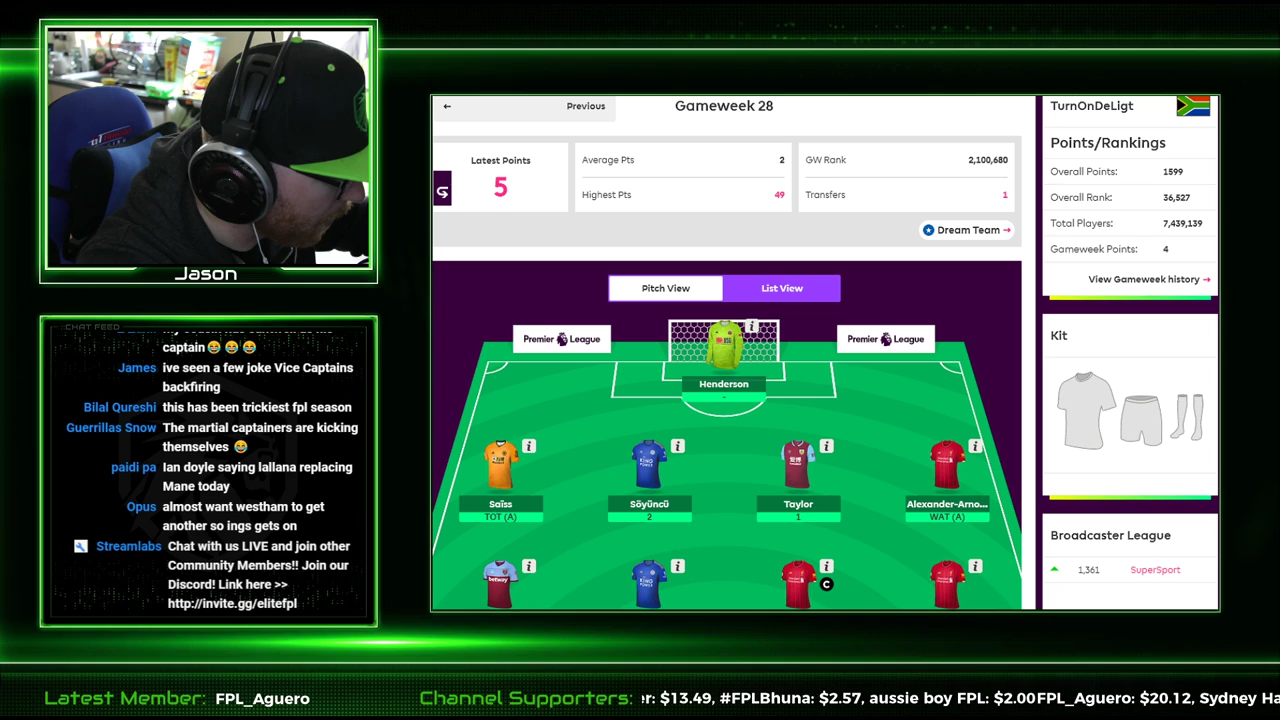 Jason
::CHAT FEED
captain😂 😂 😂
James ive seen a few joke Vice Captains
backfiring
Bilal Qureshi this has been trickiest fpl season
Guerrillas Snow The martial captainers are kicking
themselves 😂
paidi pa Ian doyle saying lallana replacing
Mane today
Opus almost want westham to get
another so ings gets on
Streamlabs Chat with us LIVE and join other
Community Members!! Join our
Discord! Link here >>
http://invite.gg/elitefpl
← Previous
Gameweek 28
Latest Points
5
Average Pts 2
Highest Pts 49
GW Rank 2,100,680
Transfers 1
Dream Team →
Pitch View List View
Premier League
Premier League
Henderson
-
Saïss
TOT (A)
Söyüncü
2
Taylor
1
Alexander-Arno...
WAT (A)
C
TurnOnDeLigt
Points/Rankings
Overall Points: 1599
Overall Rank: 36,527
Total Players: 7,439,139
Gameweek Points: 4
View Gameweek history →
Kit
Broadcaster League
1,361 SuperSport
Latest Member: FPL_Aguero
Channel Supporters: r: $13.49, #FPLBhuna: $2.57, aussie boy FPL: $2.00FPL_Aguero: $20.12, Sydney Ha